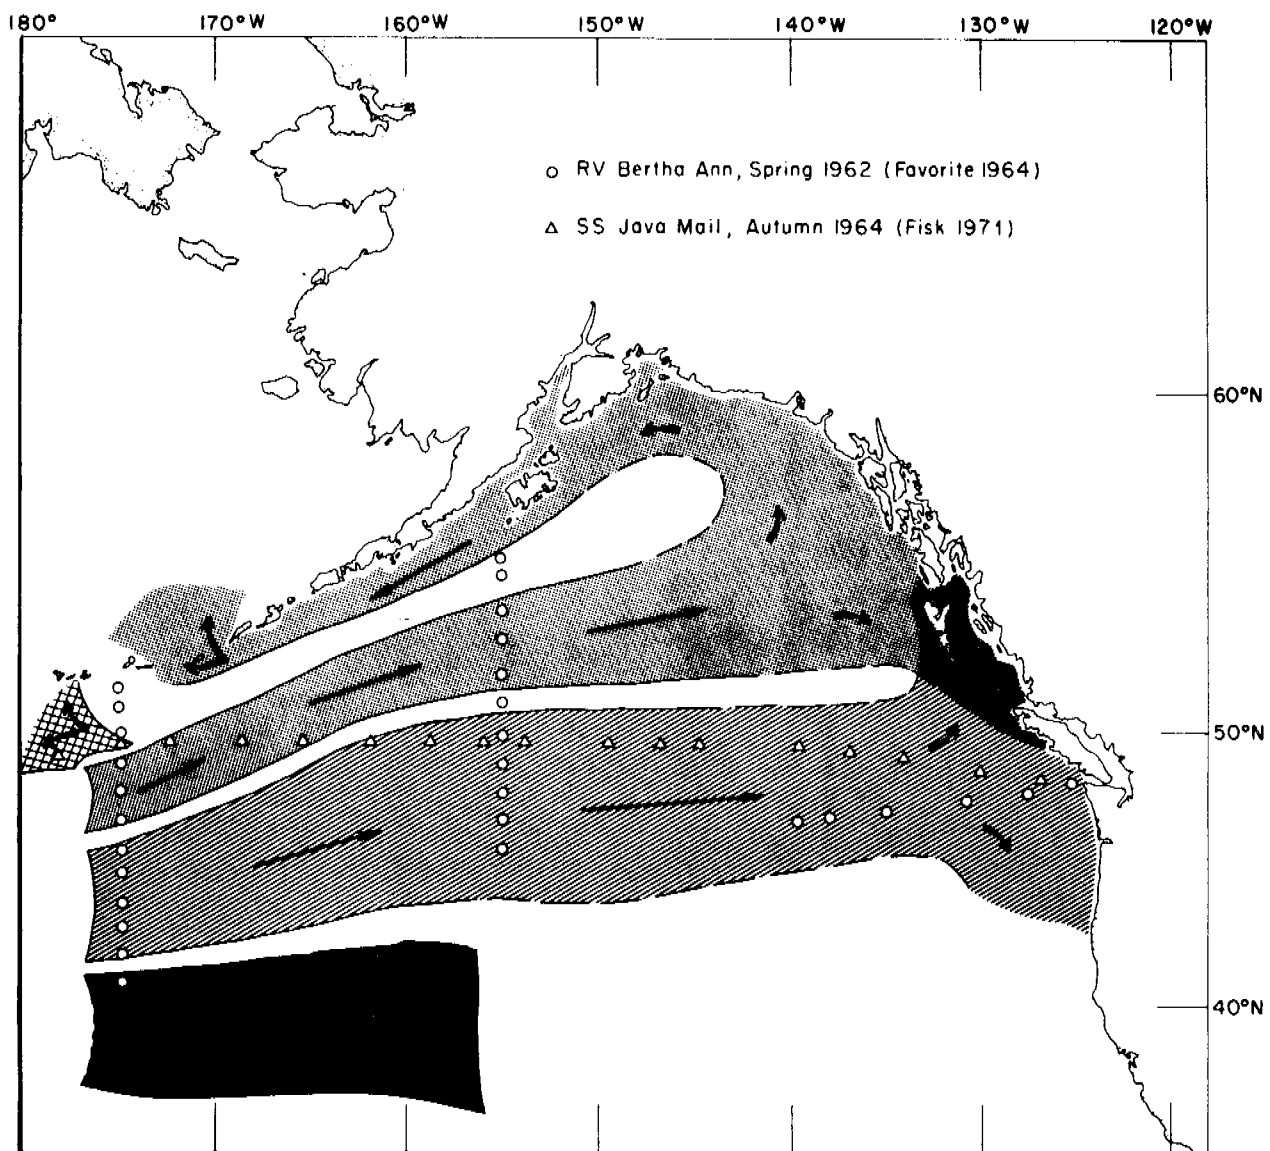 180° 170°W 160°W 150°W 140°W 130°W 120°W
RV Bertha Ann, Spring 1962 (Favorite 1964)
SS Java Mail, Autumn 1964 (Fisk 1971)
60°N
50°N
40°N